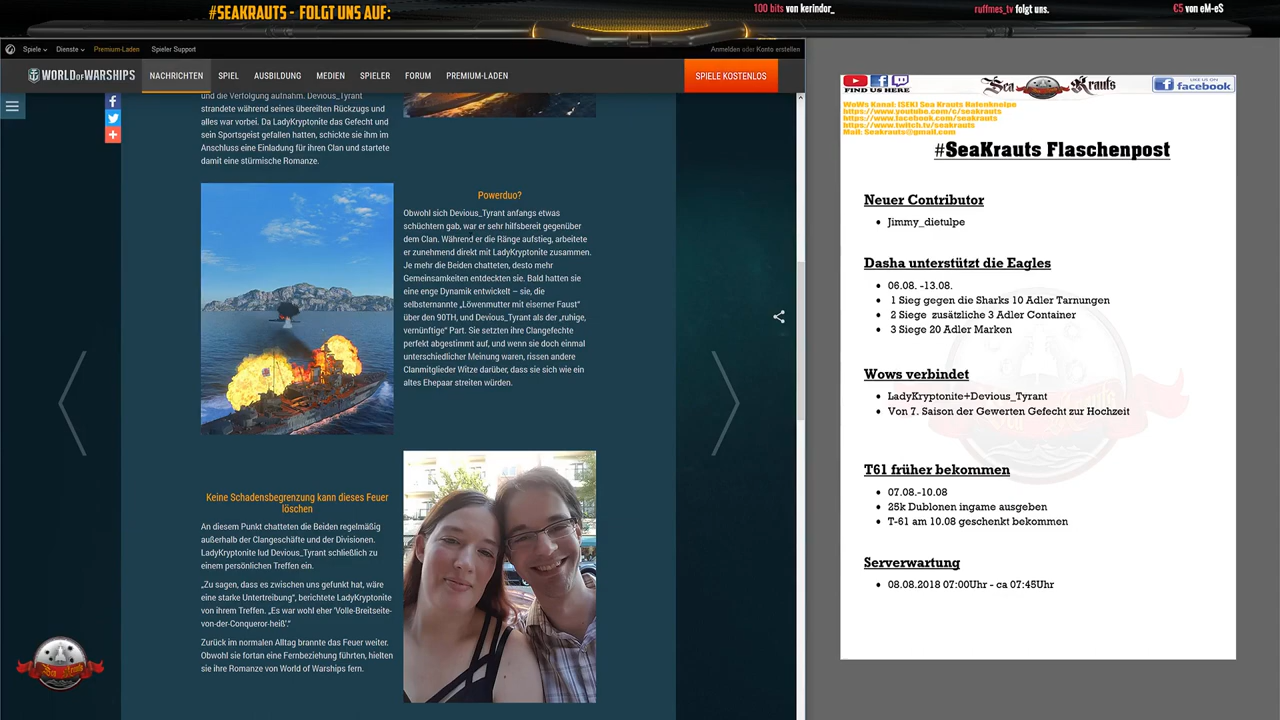 #SEAKRAUTS - FOLGT UNS AUF:
100 bits von kerindor_
ruffmes_tv folgt uns.
€5 von eM-e$
Spiele
Dienste
Premium-Laden
Spieler Support
Anmelden oder Konto erstellen
WORLD OF WARSHIPS
NACHRICHTEN
SPIEL
AUSBILDUNG
MEDIEN
SPIELER
FORUM
PREMIUM-LADEN
SPIELE KOSTENLOS
und die Verfolgung aufnahm. Devious_Tyrant
strandete während seines übereilten Rückzugs und
alles war vorbei. Da LadyKryptonite das Gefecht und
sein Sportsgeist gefallen hatten, schickte sie ihm im
Anschluss eine Einladung für ihren Clan und startete
damit eine stürmische Romanze.
Powerduo?
Obwohl sich Devious_Tyrant anfangs etwas
schüchtern gab, war er sehr hilfsbereit gegenüber
dem Clan. Während er die Ränge aufstieg, arbeitete
er zunehmend direkt mit LadyKryptonite zusammen.
Je mehr die Beiden chatteten, desto mehr
Gemeinsamkeiten entdeckten sie. Bald hatten sie
eine enge Dynamik entwickelt – sie, die
selbsternannte „Löwenmutter mit eiserner Faust“
über den 90TH, und Devious_Tyrant als der „ruhige,
vernünftige“ Part. Sie setzten ihre Clangefechte
perfekt abgestimmt auf, und wenn sie doch einmal
unterschiedlicher Meinung waren, rissen andere
Clanmitglieder Witze darüber, dass sie sich wie ein
altes Ehepaar streiten würden.
Keine Schadensbegrenzung kann dieses Feuer
löschen
An diesem Punkt chatteten die Beiden regelmäßig
außerhalb der Clangeschäfte und der Divisionen.
LadyKryptonite lud Devious_Tyrant schließlich zu
einem persönlichen Treffen ein.
„Zu sagen, dass es zwischen uns gefunkt hat, wäre
eine starke Untertreibung“, berichtete LadyKryptonite
von ihrem Treffen. „Es war wohl eher 'Volle-Breitseite-
von-der-Conqueror-heiß'.“
Zurück im normalen Alltag brannte das Feuer weiter.
Obwohl sie fortan eine Fernbeziehung führten, hielten
sie ihre Romanze von World of Warships fern.
Sea Krauts
FIND US HERE
Sea Krauts
LIKE US ON
facebook
WoWs Kanal: ISEKI Sea Krauts Hafenkneipe
https://www.youtube.com/c/seakrauts
https://www.facebook.com/seakrauts
https://www.twitch.tv/seakrauts
Mail: Seakrauts@gmail.com
#SeaKrauts Flaschenpost
Neuer Contributor
• Jimmy_dietulpe
Dasha unterstützt die Eagles
• 06.08. -13.08.
• 1 Sieg gegen die Sharks 10 Adler Tarnungen
• 2 Siege zusätzliche 3 Adler Container
• 3 Siege 20 Adler Marken
Wows verbindet
• LadyKryptonite+Devious_Tyrant
• Von 7. Saison der Gewerten Gefecht zur Hochzeit
T61 früher bekommen
• 07.08.-10.08
• 25k Dublonen ingame ausgeben
• T-61 am 10.08 geschenkt bekommen
Serverwartung
• 08.08.2018 07:00Uhr - ca 07:45Uhr